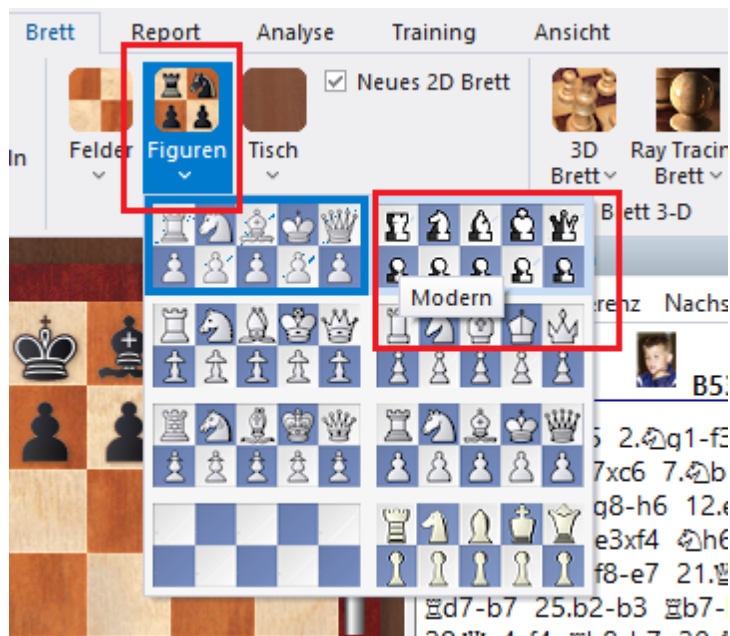 Brett Report Analyse Training Ansicht
Neues 2D Brett
ln Felder Figuren Tisch 3D Brett Ray Tracin Brett
Brett 3-D
Modern
renz Nachs
B53
2.♘g1-f3
7xc6 7.♘b
g8-h6 12.e
e3xf4 ♘h6
f8-e7 21.♕
♖d7-b7 25.b2-b3 ♖b7-